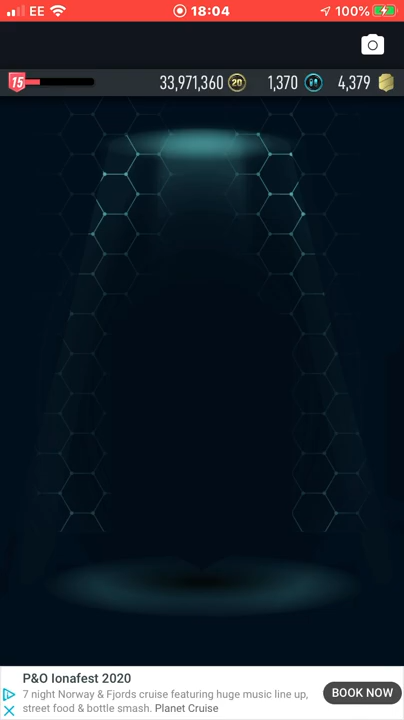 EE 18:04 100%
15 33,971,360 20 1,370 4,379
P&O Ionafest 2020
7 night Norway & Fjords cruise featuring huge music line up,
street food & bottle smash. Planet Cruise
BOOK NOW